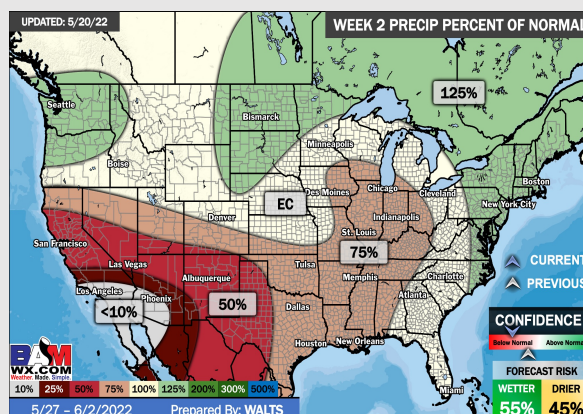 UPDATED: 5/20/22
WEEK 2 PRECIP PERCENT OF NORMAL
Seattle
125%
Bismarck
Minneapolis
Boise
Boston
Des Moines
Chicago
Cleveland
EC
New York City
Denver
Indianapolis
San Francisco
St. Louis
75%
CURRENT
Las Vegas
Tulsa
Albuquerque
Memphis
Charlotte
PREVIOUS
Los Angeles
Phoenix
Atlanta
<10%
50%
Dallas
CONFIDENCE
Below Normal
Above Norma
Houston
New Orleans
BAM
WX.COM
Weather. Made. Simple.
FORECAST RISK
10% 25% 50% 75% 100% 125% 200% 300% 500%
Miami
WETTER
DRIER
5/27 – 6/2/2022
Prepared By: WALTS
55%
45%